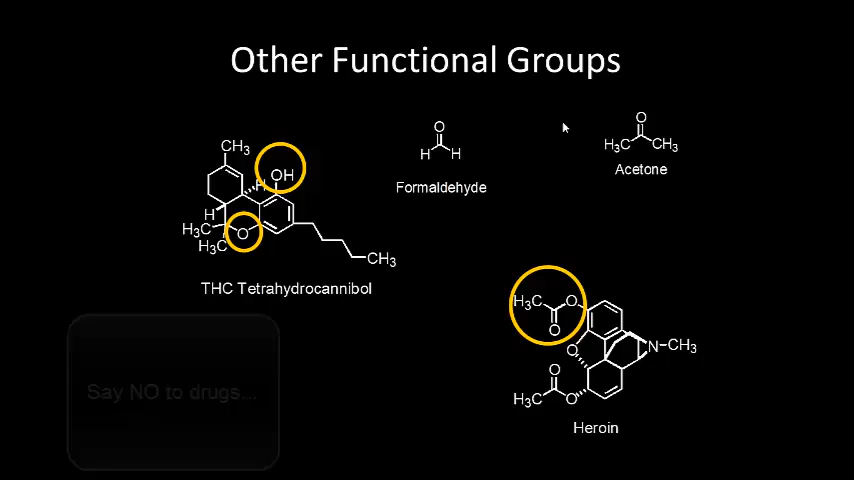 Other Functional Groups
CH3
OH
H
H
H3C
H3C
O
CH3
THC Tetrahydrocannibol
O
H H
Formaldehyde
O
H3C CH3
Acetone
H3C O
O
O
N CH3
O
H3C O
Heroin
Say NO to drugs...